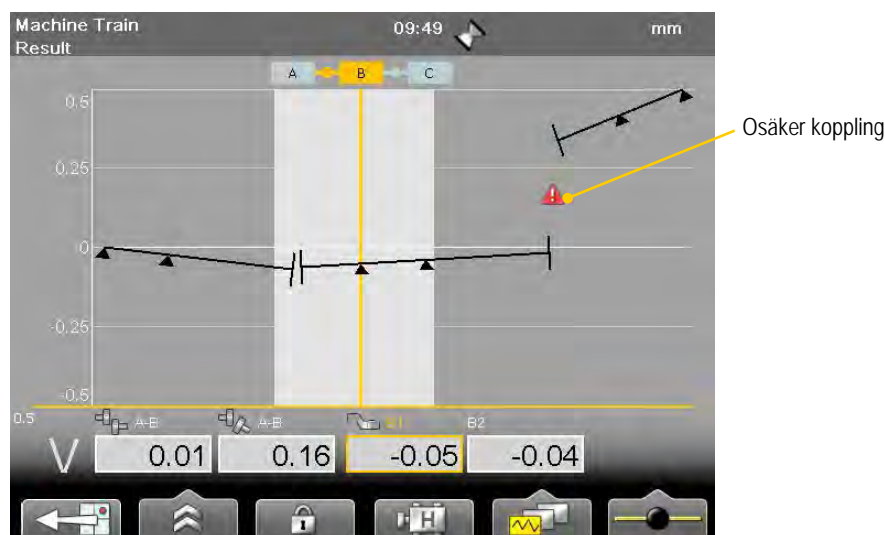 Machine Train
Result
09:49
mm
A B C
0.5
0.25
0
-0.25
-0.5
Osäker koppling
0.5
A-B
A-B
B1
B2
V
0.01
0.16
-0.05
-0.04
H